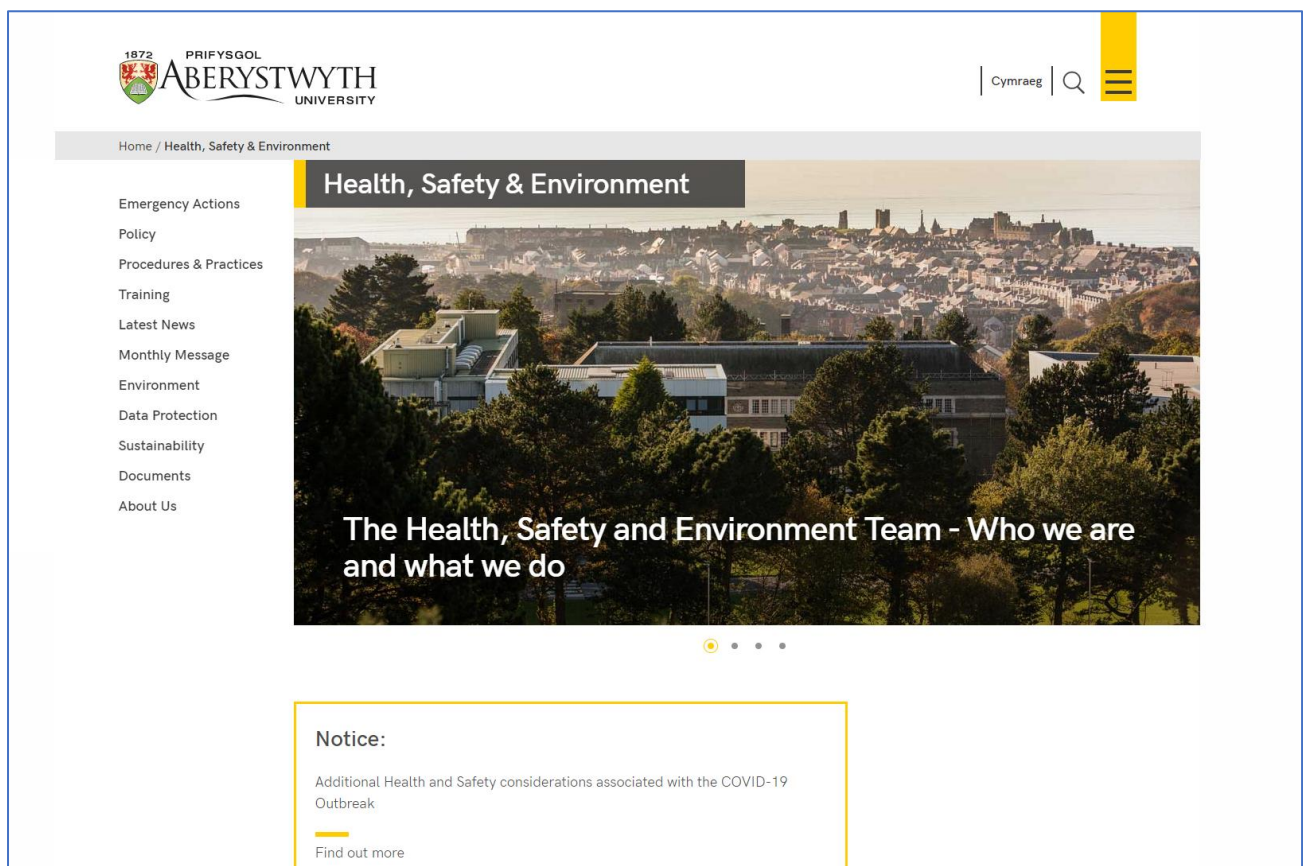 1872 PRIFYSGOL
ABERYSTWYTH
UNIVERSITY
Cymraeg
Home / Health, Safety & Environment
Emergency Actions
Policy
Procedures & Practices
Training
Latest News
Monthly Message
Environment
Data Protection
Sustainability
Documents
About Us
Health, Safety & Environment
The Health, Safety and Environment Team - Who we are
and what we do
Notice:
Additional Health and Safety considerations associated with the COVID-19
Outbreak
Find out more